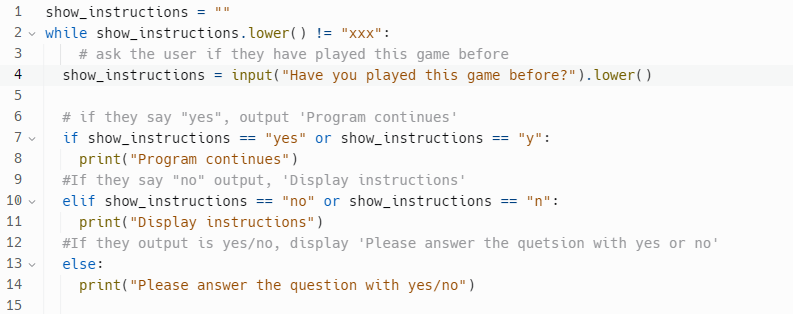 1 show_instructions = ""
2 while show_instructions.lower() != "xxx":
3 # ask the user if they have played this game before
4 show_instructions = input("Have you played this game before?").lower()
5
6 # if they say "yes", output 'Program continues'
7 if show_instructions == "yes" or show_instructions == "y":
8 print("Program continues")
9 #If they say "no" output, 'Display instructions'
10 elif show_instructions == "no" or show_instructions == "n":
11 print("Display instructions")
12 #If they output is yes/no, display 'Please answer the quetsion with yes or no'
13 else:
14 print("Please answer the question with yes/no")
15